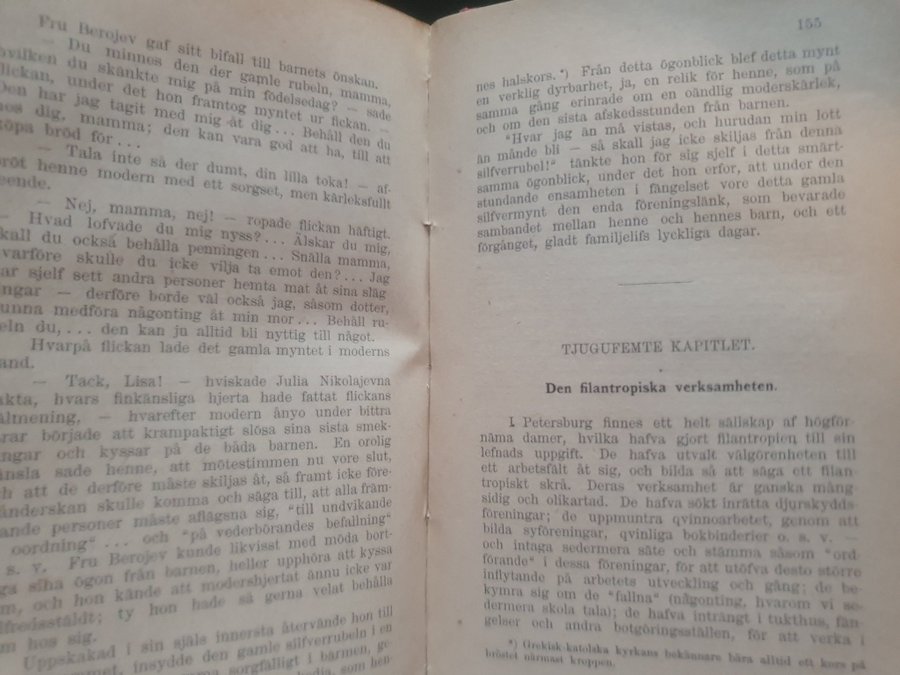 Fru Berojev gaf sitt bifall till barnets önskan.
— Du minnes den der gamle rubeln, mamma,
hvilken du skänkte mig på min födelsedag? — sade
flickan, under det hon framtog myntet ur fickan. —
Den har jag tagit med mig åt dig... Behåll den du
hos dig, mamma; den kan vara god att ha, till att
köpa bröd för...
— Tala inte så der dumt, din lilla toka! — af-
bröt henne modern med ett sorgset, men kärleksfullt
leende.
— Nej, mamma, nej! — ropade flickan häftigt.
— Hvad lofvade du mig nyss?... Älskar du mig,
skall du också behålla penningen... Snälla mamma,
hvarföre skulle du icke vilja ta emot den?... Jag
har sjelf sett andra personer hemta mat åt sina släg
ingar — derföre borde väl också jag, såsom dotter,
kunna medföra någonting åt min mor... Behåll ru-
beln du,... den kan ju alltid bli nyttig till något.
Hvarpå flickan lade det gamla myntet i moderns
hand.
— Tack, Lisa! — hviskade Julia Nikolajevna
sakta, hvars finkänsliga hjerta hade fattat flickans
välmening, — hvarefter modern ånyo under bittra
tårar började att krampaktigt slösa sina sista smek-
ningar och kyssar på de båda barnen. En orolig
känsla sade henne, att mötestimmen nu vore slut,
och att de derföre måste skiljas åt, så framt icke före-
stånderskan skulle komma och säga till, att alla främ-
mande personer måste aflägsna sig, "till undvikande
oordning"... och "på vederbörandes befallning"
o. s. v. Fru Berojev kunde likvisst med möda bort-
siha ögon från barnen, heller upphöra att kyssa
dem, och hon kände att modershjertat ännu icke var
tillfredsstäldt; ty hon hade så gerna velat behålla
dem hos sig.
Uppskakad i sin själs innersta återvände hon till
rummet, insydde den gamle silfverrubeln i en
sorgfälligt i barmen,
som hen-
155
nes halskors. *) Från detta ögonblick blef detta mynt
en verklig dyrbarhet, ja, en relik för henne, som på
samma gång erinrade om en oändlig moderskärlek,
och om den sista afskedsstunden från barnen.
"Hvar jag än må vistas, och hurudan min lott
än månde bli — så skall jag icke skiljas från denna
silfverrubel!" tänkte hon för sig sjelf i detta smärt-
samma ögonblick, under det hon erfor, att under den
stundande ensamheten i fängelset vore detta gamla
silfvermynt den enda föreningslänk, som bevarade
sambandet mellan henne och hennes barn, och ett
förgånget, gladt familjelifs lyckliga dagar.
TJUGUFEMTE KAPITLET.
Den filantropiska verksamheten.
I Petersburg finnes ett helt sällskap af högför-
näma damer, hvilka hafva gjort filantropien till sin
lefnads uppgift. De hafva utvalt välgörenheten till
ett arbetsfält åt sig, och bilda så att säga ett filan-
tropiskt skrå. Deras verksamhet är ganska mång-
sidig och olikartad. De hafva sökt inrätta djurskydds-
föreningar; de uppmuntra qvinnoarbetet, genom att
bilda syföreningar, qvinliga bokbinderier o. s. v. —
och intaga sedermera säte och stämma såsom "ord-
förande" i dessa föreningar, för att utöfva desto större
inflytande på arbetets utveckling och gång; de be-
kymra sig om de "fallna" (någonting, hvarom vi se-
dermera skola tala); de hafva inträngt i tukthus, fän-
gelser och andra botgöringsställen, för att verka i
*) Grekisk-katolska kyrkans bekännare bära alltid ett kors på
bröstet närmast kroppen.